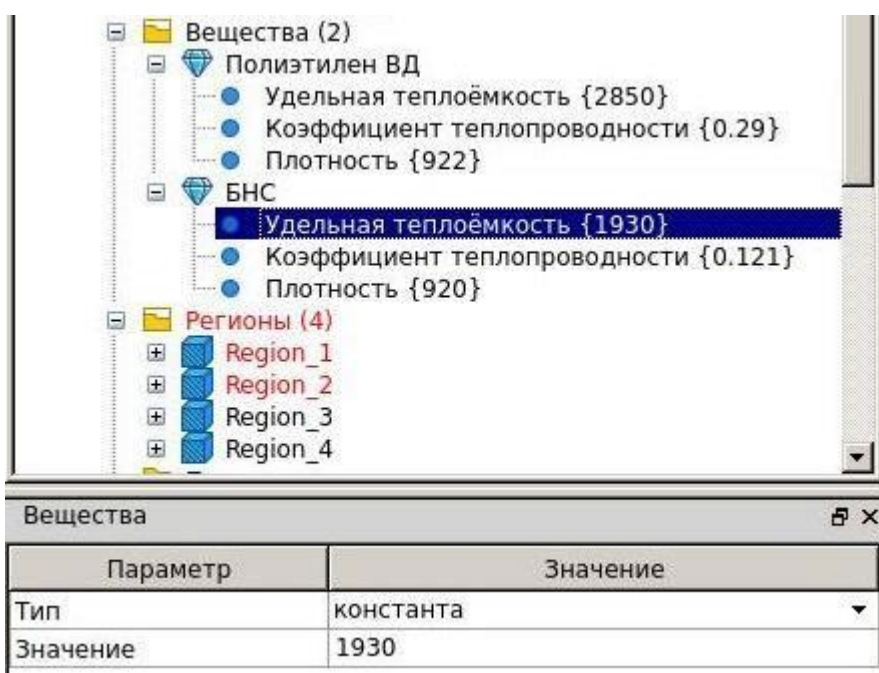 Вещества (2)
Полиэтилен ВД
Удельная теплоёмкость {2850}
Коэффициент теплопроводности {0.29}
Плотность {922}
БНС
Удельная теплоёмкость {1930}
Коэффициент теплопроводности {0.121}
Плотность {920}
Регионы (4)
Region_1
Region_2
Region_3
Region_4
Вещества
Параметр Значение
Тип константа
Значение 1930